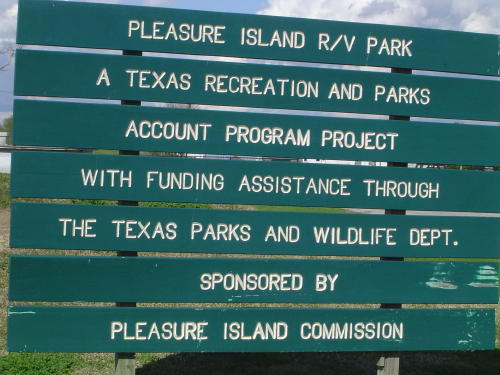 PLEASURE ISLAND R/V PARK
A TEXAS RECREATION AND PARKS
ACCOUNT PROGRAM PROJECT
WITH FUNDING ASSISTANCE THROUGH
THE TEXAS PARKS AND WILDLIFE DEPT.
SPONSORED BY
PLEASURE ISLAND COMMISSION